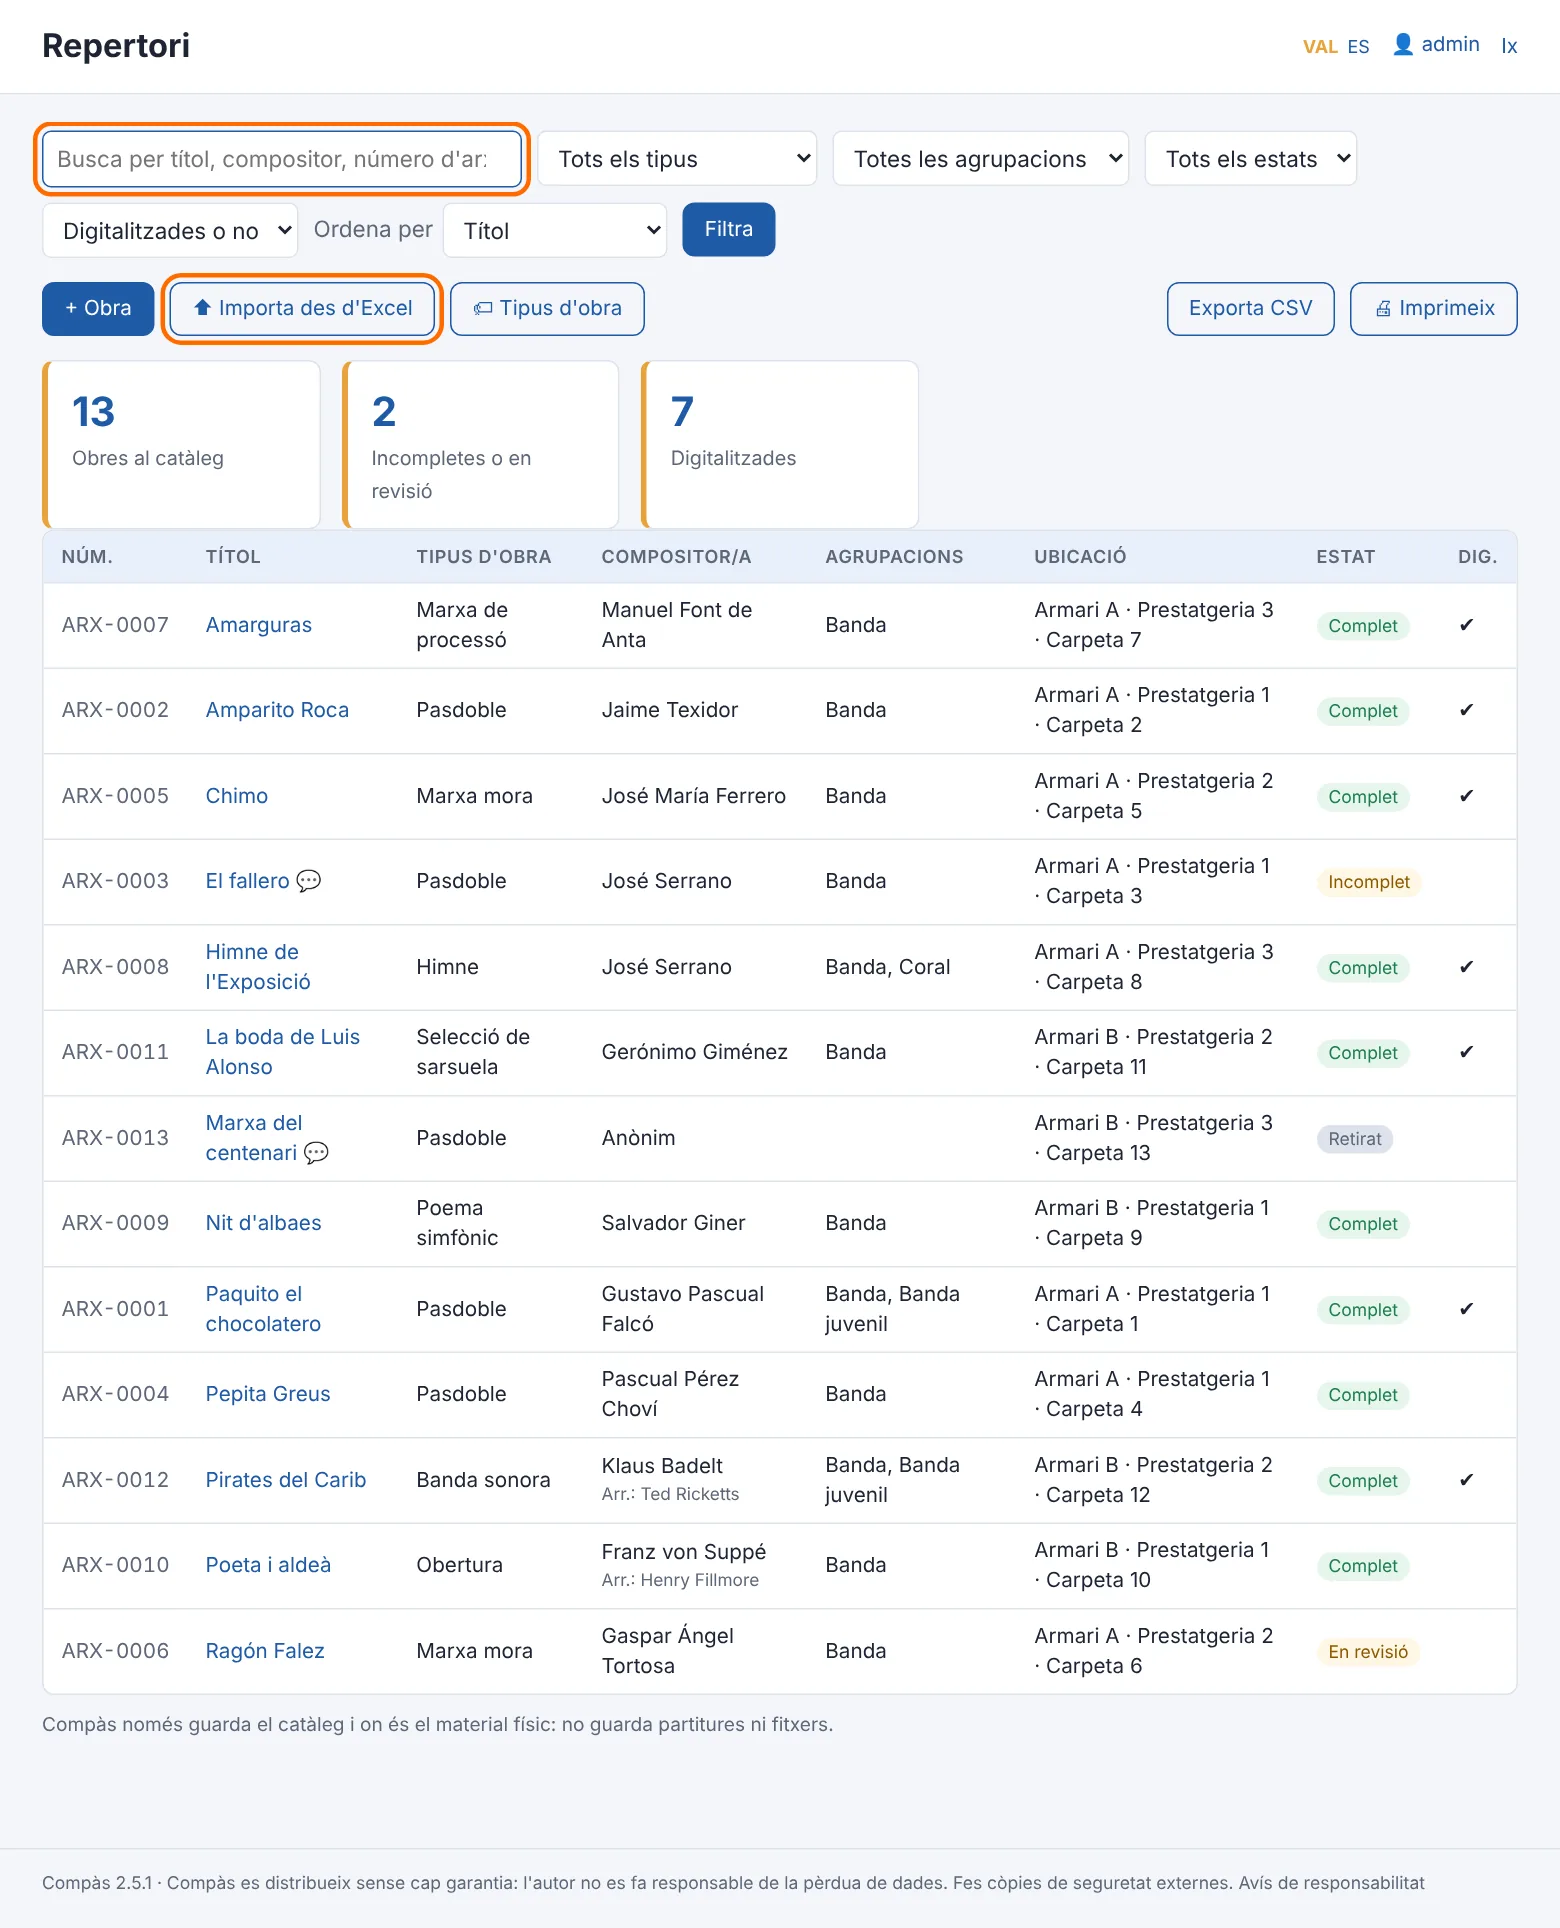 Repertori
VAL ES admin Ix
Busca per títol, compositor, número d'ar
Tots els tipus
Totes les agrupacions
Tots els estats
Digitalitzades o no
Ordena per
Títol
Filtra
+ Obra
Importa des d'Excel
Tipus d'obra
Exporta CSV
Imprimeix
13
Obres al catàleg
2
Incompletes o en
revisió
7
Digitalitzades
NÚM. TÍTOL TIPUS D'OBRA COMPOSITOR/A AGRUPACIONS UBICACIÓ ESTAT DIG.
ARX-0007 Amarguras Marxa de processó Manuel Font de Anta Banda Armari A · Prestatgeria 3 · Carpeta 7 Complet ✔
ARX-0002 Amparito Roca Pasdoble Jaime Texidor Banda Armari A · Prestatgeria 1 · Carpeta 2 Complet ✔
ARX-0005 Chimo Marxa mora José María Ferrero Banda Armari A · Prestatgeria 2 · Carpeta 5 Complet ✔
ARX-0003 El fallero Pasdoble José Serrano Banda Armari A · Prestatgeria 1 · Carpeta 3 Incomplet
ARX-0008 Himne de l'Exposició Himne José Serrano Banda, Coral Armari A · Prestatgeria 3 · Carpeta 8 Complet ✔
ARX-0011 La boda de Luis Alonso Selecció de sarsuela Gerónimo Giménez Banda Armari B · Prestatgeria 2 · Carpeta 11 Complet ✔
ARX-0013 Marxa del centenari Pasdoble Anònim Armari B · Prestatgeria 3 · Carpeta 13 Retirat
ARX-0009 Nit d'albaes Poema simfònic Salvador Giner Banda Armari B · Prestatgeria 1 · Carpeta 9 Complet
ARX-0001 Paquito el chocolatero Pasdoble Gustavo Pascual Falcó Banda, Banda juvenil Armari A · Prestatgeria 1 · Carpeta 1 Complet ✔
ARX-0004 Pepita Greus Pasdoble Pascual Pérez Choví Banda Armari A · Prestatgeria 1 · Carpeta 4 Complet
ARX-0012 Pirates del Carib Banda sonora Klaus Badelt Arr.: Ted Ricketts Banda, Banda juvenil Armari B · Prestatgeria 2 · Carpeta 12 Complet ✔
ARX-0010 Poeta i aldeà Obertura Franz von Suppé Arr.: Henry Fillmore Banda Armari B · Prestatgeria 1 · Carpeta 10 Complet
ARX-0006 Ragón Falez Marxa mora Gaspar Ángel Tortosa Banda Armari A · Prestatgeria 2 · Carpeta 6 En revisió
Compàs només guarda el catàleg i on és el material físic: no guarda partitures ni fitxers.
Compàs 2.5.1 · Compàs es distribueix sense cap garantia: l'autor no es fa responsable de la pèrdua de dades. Fes còpies de seguretat externes. Avís de responsabilitat